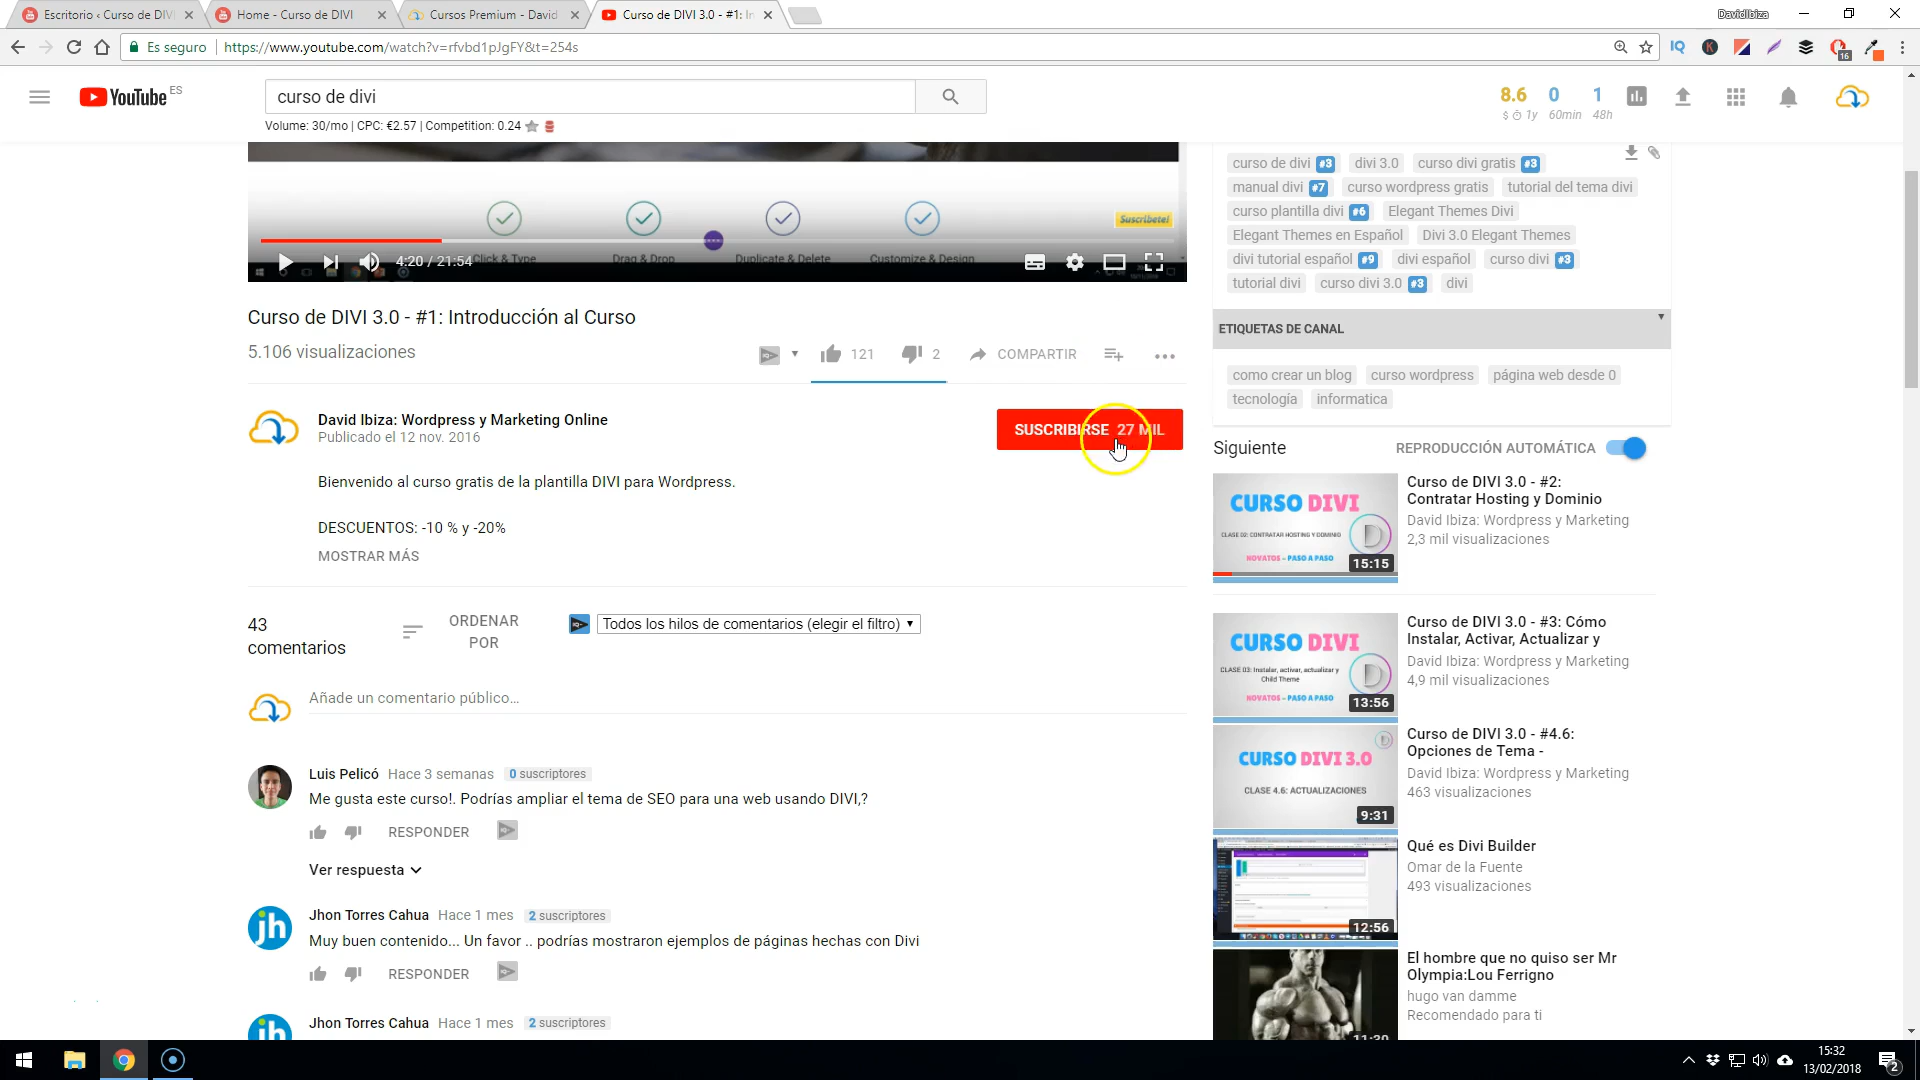 Escritorio ‹ Curso de DIVI
Home - Curso de DIVI
Cursos Premium - David
Curso de DIVI 3.0 - #1: In
DavidIbiza
Es seguro
https://www.youtube.com/watch?v=rfvbd1pJgFY&t=254s
IQ
K
16
YouTube ES
curso de divi
Volume: 30/mo | CPC: €2.57 | Competition: 0.24
8.6 0 1
$ 1y 60min 48h
Click & Type
Drag & Drop
Duplicate & Delete
Customize & Design
Suscríbete!
4:20 / 21:54
curso de divi #3 divi 3.0 curso divi gratis #3
manual divi #7 curso wordpress gratis tutorial del tema divi
curso plantilla divi #6 Elegant Themes Divi
Elegant Themes en Español Divi 3.0 Elegant Themes
divi tutorial español #9 divi español curso divi #3
tutorial divi curso divi 3.0 #3 divi
ETIQUETAS DE CANAL
como crear un blog curso wordpress página web desde 0
tecnología informatica
Curso de DIVI 3.0 - #1: Introducción al Curso
5.106 visualizaciones
121 2 COMPARTIR
David Ibiza: Wordpress y Marketing Online
Publicado el 12 nov. 2016
SUSCRIBIRSE 27 MIL
Bienvenido al curso gratis de la plantilla DIVI para Wordpress.
DESCUENTOS: -10 % y -20%
MOSTRAR MÁS
43
comentarios
ORDENAR
POR
Todos los hilos de comentarios (elegir el filtro)
Añade un comentario público...
Luis Pelicó Hace 3 semanas 0 suscriptores
Me gusta este curso!. Podrías ampliar el tema de SEO para una web usando DIVI,?
RESPONDER
Ver respuesta
jh
Jhon Torres Cahua Hace 1 mes 2 suscriptores
Muy buen contenido... Un favor .. podrías mostraron ejemplos de páginas hechas con Divi
RESPONDER
jh
Jhon Torres Cahua Hace 1 mes 2 suscriptores
Siguiente
REPRODUCCIÓN AUTOMÁTICA
CURSO DIVI
CLASE 02: CONTRATAR HOSTING Y DOMINIO
NOVATOS - PASO A PASO
15:15
Curso de DIVI 3.0 - #2:
Contratar Hosting y Dominio
David Ibiza: Wordpress y Marketing
2,3 mil visualizaciones
CURSO DIVI
CLASE 03: Instalar, activar, actualizar y
Child Theme
NOVATOS - PASO A PASO
13:56
Curso de DIVI 3.0 - #3: Cómo
Instalar, Activar, Actualizar y
David Ibiza: Wordpress y Marketing
4,9 mil visualizaciones
CURSO DIVI 3.0
CLASE 4.6: ACTUALIZACIONES
9:31
Curso de DIVI 3.0 - #4.6:
Opciones de Tema -
David Ibiza: Wordpress y Marketing
463 visualizaciones
12:56
Qué es Divi Builder
Omar de la Fuente
493 visualizaciones
El hombre que no quiso ser Mr
Olympia:Lou Ferrigno
hugo van damme
Recomendado para ti
15:32
13/02/2018
2